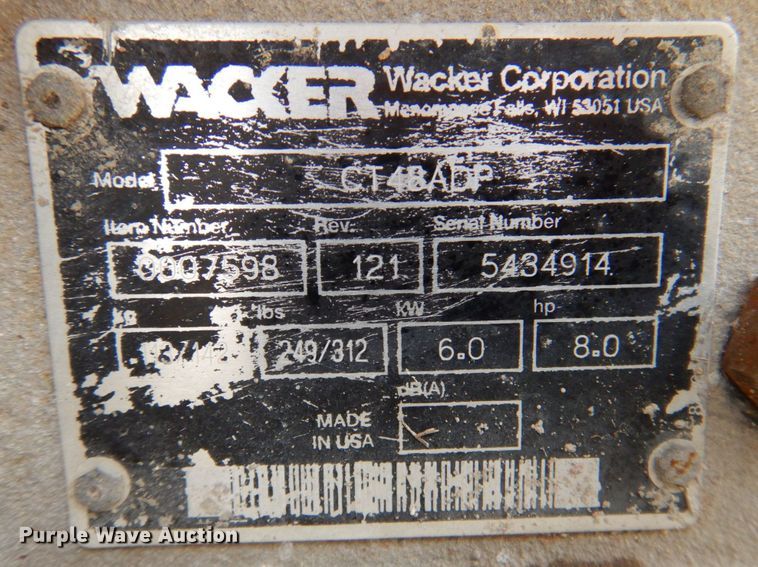 WACKER Wacker Corporation
Menomonee Falls, WI 53051 USA
Model CT48ADP
Item Number Rev. Serial Number
0007598 121 5434914
kg lbs kW hp
249/312 6.0 8.0
dB(A)
MADE
IN USA
Purple Wave Auction